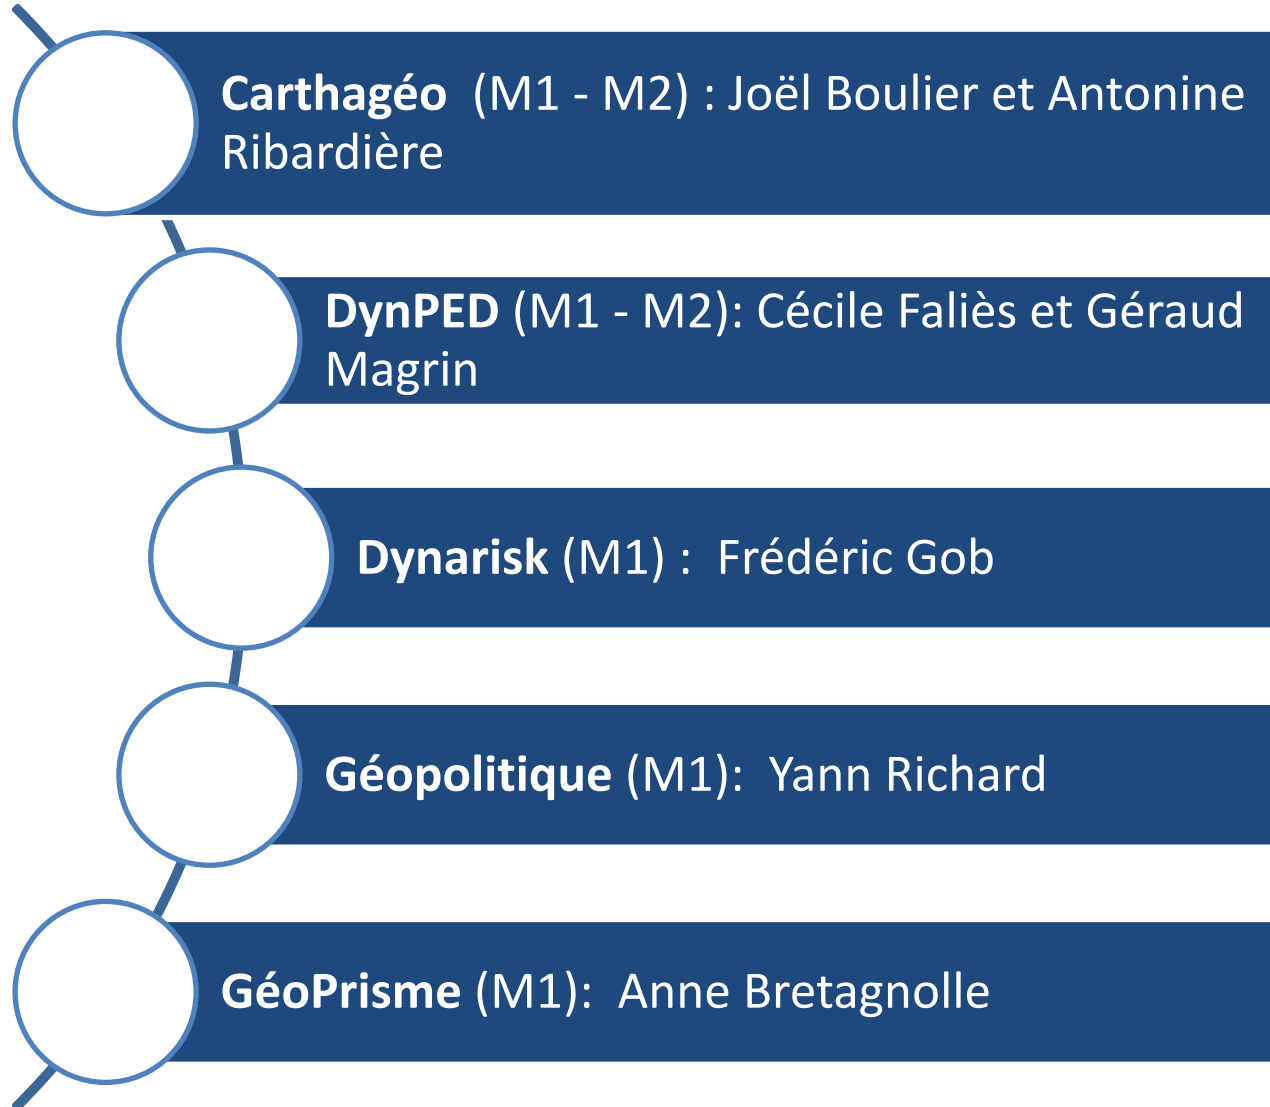 Carthagéo  (M1 - M2) : Joël Boulier et Antonine
Ribardière
DynPED (M1 - M2): Cécile Faliès et Géraud
Magrin
Dynarisk (M1) :  Frédéric Gob
Géopolitique (M1):  Yann Richard
GéoPrisme (M1):  Anne Bretagnolle